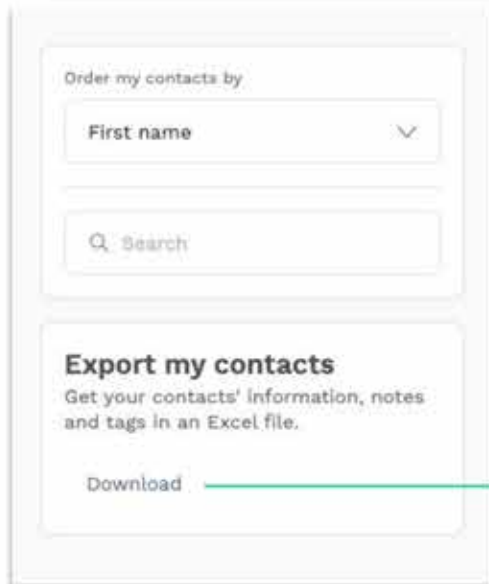 Order my contacts by
First name
Search
Export my contacts
Get your contacts' information, notes
and tags in an Excel file.
Download